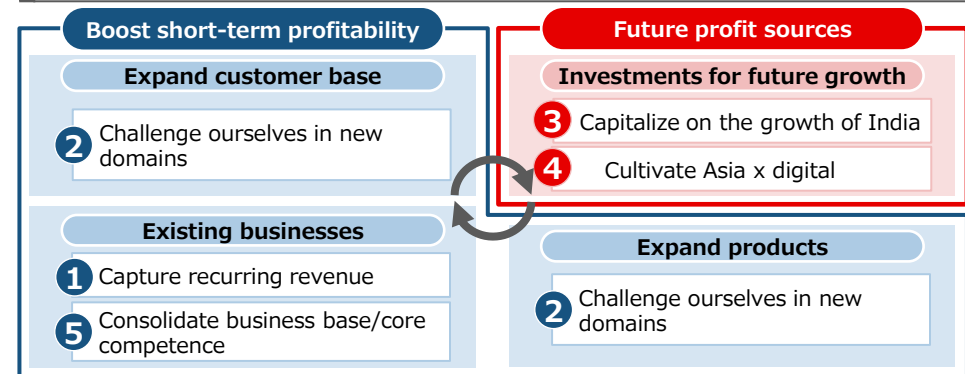 Boost short-term profitability
Expand customer base
2
Challenge ourselves in new
domains
Future profit sources
Investments for future growth
3
Capitalize on the growth of India
4
Cultivate Asia x digital
Existing businesses
1
Capture recurring revenue
5
Consolidate business base/core
competence
Expand products
2
Challenge ourselves in new
domains